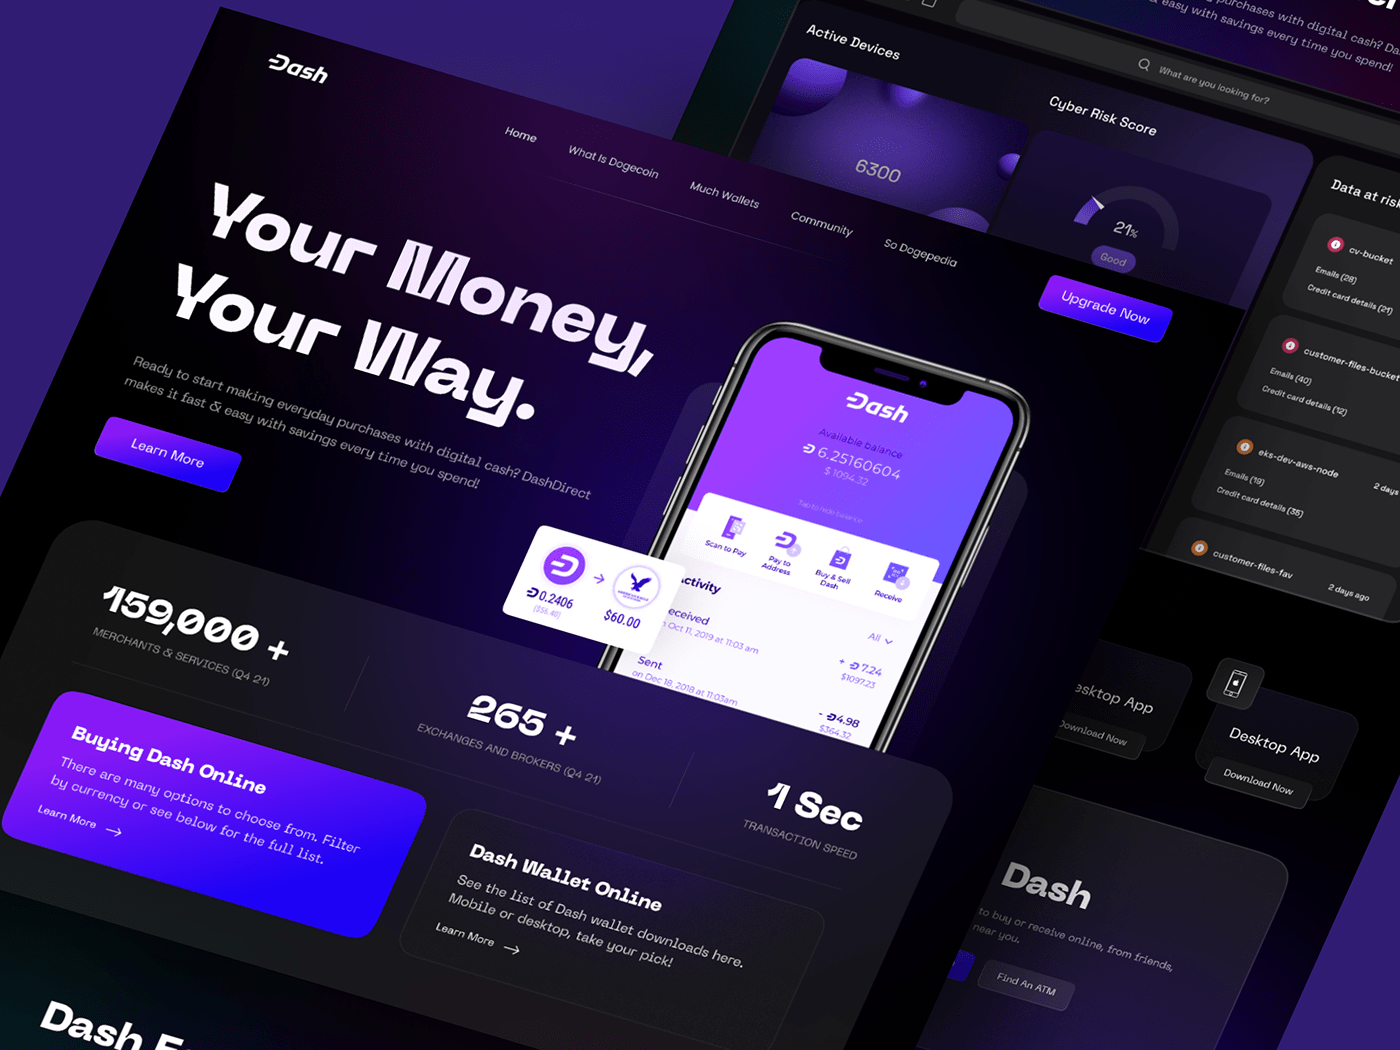 Dash
Home
What Is Dogecoin
Much Wallets
Community
So Dogepedia
Upgrade Now
Your Money,
Your Way.
Ready to start making everyday purchases with digital cash? DashDirect
makes it fast & easy with savings every time you spend!
Learn More
Dash
Available balance
6.25160604
$ 1094.32
Tap to hide balance
Scan to Pay
Pay to
Address
Buy & Sell
Dash
Receive
Activity
All
eceived
Oct 11, 2019 at 11:03 am
+ 7.24
$1097.23
Sent
on Dec 18, 2018 at 11:03am
- 4.98
$364.32
0.2406
($56.40)
$60.00
159,000 +
MERCHANTS & SERVICES (Q4 21)
265 +
EXCHANGES AND BROKERS (Q4 21)
1 Sec
TRANSACTION SPEED
Buying Dash Online
There are many options to choose from. Filter
by currency or see below for the full list.
Learn More
Dash Wallet Online
See the list of Dash wallet downloads here.
Mobile or desktop, take your pick!
Learn More
Dash
purchases with digital cash? Da
& easy with savings every time you spend!
What are you looking for?
Active Devices
6300
Cyber Risk Score
21%
Good
Data at risk
cv-bucket
Emails (28)
Credit card details (21)
customer-files-bucket
Emails (40)
Credit card details (12)
eks-dev-aws-node
2 days
Emails (19)
Credit card details (35)
customer-files-fav
2 days ago
esktop App
Download Now
Desktop App
Download Now
Dash
to buy or receive online, from friends,
near you.
Find An ATM